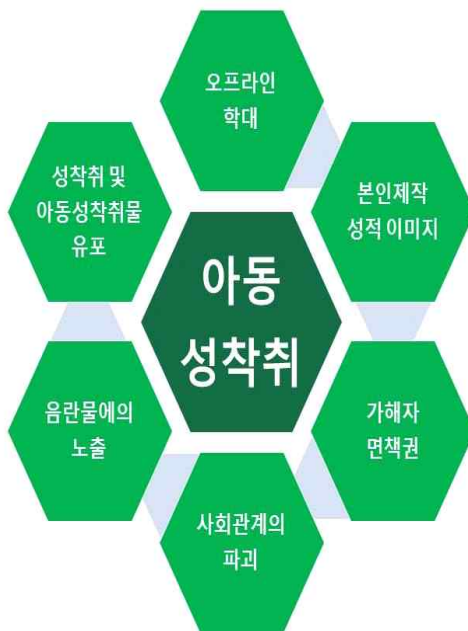 오프라인
학대
본인제작
성적 이미지
가해자
면책권
사회관계의
파괴
음란물에의
노출
성착취 및
아동성착취물
유포
아동
성착취